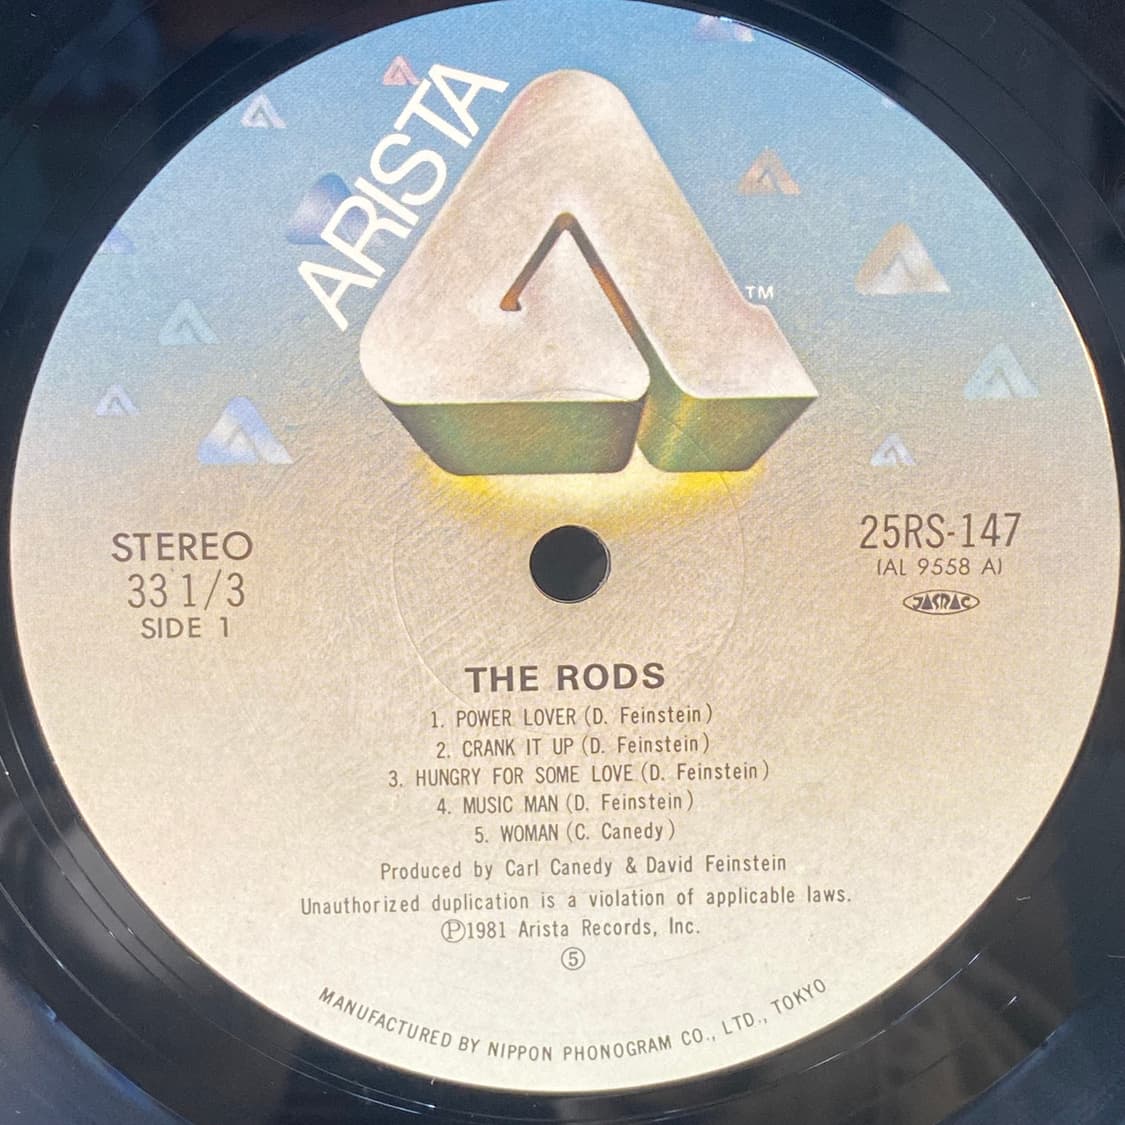 ARISTA
TM
STEREO
33 1/3
SIDE 1
25RS-147
(AL 9558 A)
JASRAC
THE RODS
1. POWER LOVER (D. Feinstein)
2. CRANK IT UP (D. Feinstein)
3. HUNGRY FOR SOME LOVE (D. Feinstein)
4. MUSIC MAN (D. Feinstein)
5. WOMAN (C. Canedy)
Produced by Carl Canedy & David Feinstein
Unauthorized duplication is a violation of applicable laws.
Ⓟ1981 Arista Records, Inc.
⑤
MANUFACTURED BY NIPPON PHONOGRAM CO., LTD., TOKYO